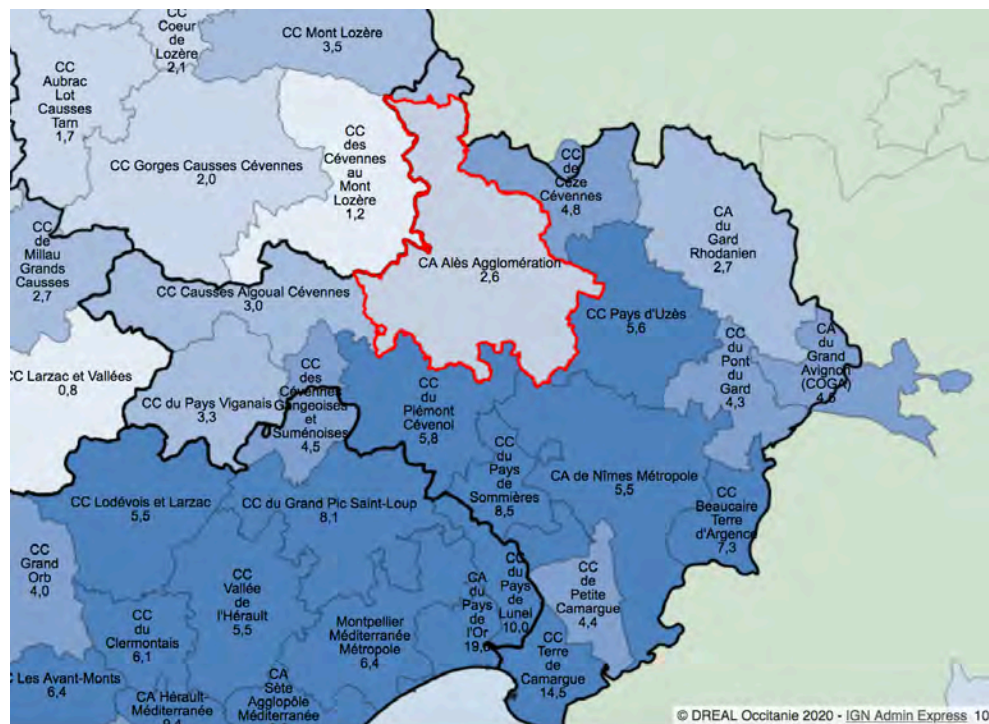 CC
Coeur
de
Lozère
2,1
CC Mont Lozère
3,5
CC
Aubrac
Lot
Causses
Tarn
1,7
CC
des
Cévennes
au
Mont
Lozère
1,2
CC Gorges Causses Cévennes
2,0
CC
de
Cèze
Cévennes
4,8
CA
du
Gard
Rhodanien
2,7
CC
de
Millau
Grands
Causses
2,7
CA Alès Agglomération
2,6
CC Causses Aigoual Cévennes
3,0
CC Pays d'Uzès
5,6
CC
du
Pont
du
Gard
4,3
CA
du
Grand
Avignon
(COGA)
4,6
CC Larzac et Vallées
0,8
CC du Pays Viganais
3,3
CC
des
Cévennes
Gangeoises
et
Suménoises
4,5
CC
du
Piémont
Cévenol
5,8
CC
du
Pays
de
Sommières
8,5
CA de Nîmes Métropole
5,5
CC
Beaucaire
Terre
d'Argence
7,3
CC Lodévois et Larzac
5,5
CC du Grand Pic Saint-Loup
8,1
CC
Grand
Orb
4,0
CC
Vallée
de
l'Hérault
5,5
CC
du
Clermontais
6,1
Montpellier
Méditerranée
Métropole
6,4
CA
du
Pays
de
l'Or
CC
du
Pays
de
Lunel
10,0
CC
de
Petite
Camargue
4,4
CC
Terre
de
Camargue
14,5
CC Les Avant-Monts
6,4
CA Hérault-
Méditerranée
CA
Sète
Agglopôle
Méditerranée
© DREAL Occitanie 2020 - IGN Admin Express 10